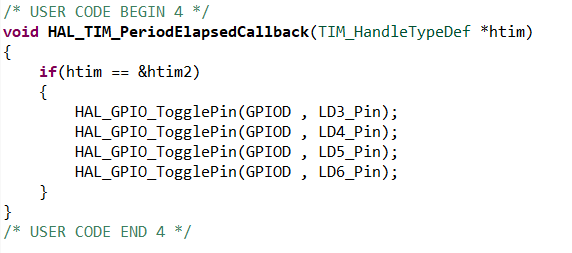 /* USER CODE BEGIN 4 */
void HAL_TIM_PeriodElapsedCallback(TIM_HandleTypeDef *htim)
{
    if(htim == &htim2)
    {
        HAL_GPIO_TogglePin(GPIOD , LD3_Pin);
        HAL_GPIO_TogglePin(GPIOD , LD4_Pin);
        HAL_GPIO_TogglePin(GPIOD , LD5_Pin);
        HAL_GPIO_TogglePin(GPIOD , LD6_Pin);
    }
}
/* USER CODE END 4 */